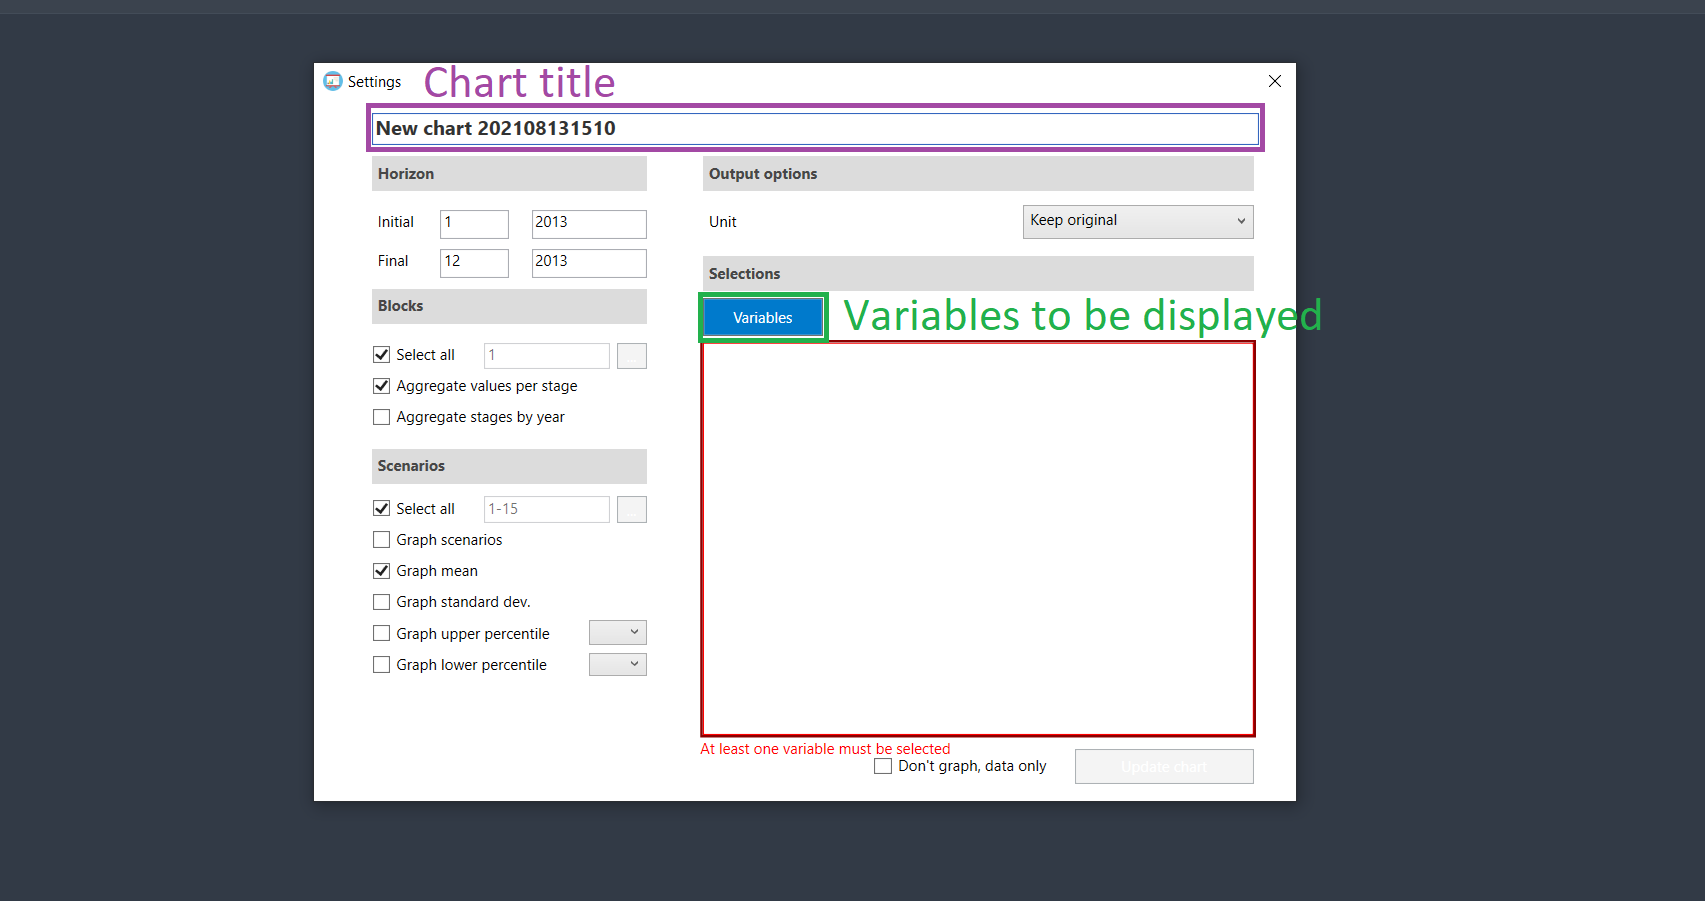 Settings
Chart title
New chart 202108131510
Horizon
Initial 1 2013
Final 12 2013
Blocks
Select all 1 ...
Aggregate values per stage
Aggregate stages by year
Scenarios
Select all 1-15 ...
Graph scenarios
Graph mean
Graph standard dev.
Graph upper percentile
Graph lower percentile
Output options
Unit Keep original
Selections
Variables
Variables to be displayed
At least one variable must be selected
Don't graph, data only
Update chart